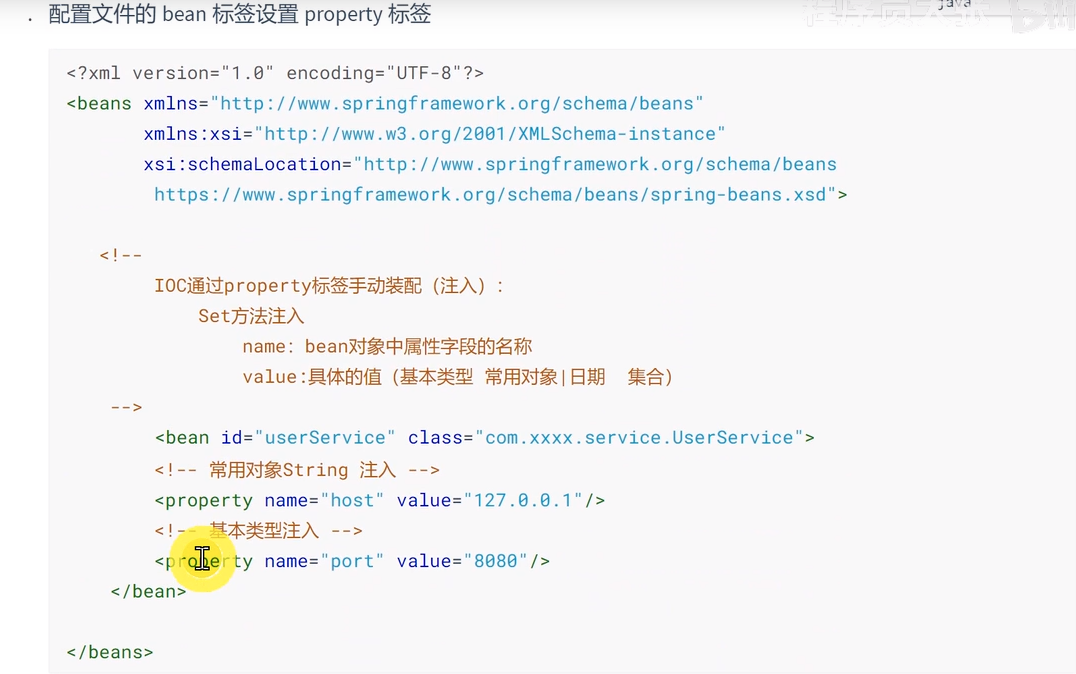 · 配置文件的 bean 标签设置 property 标签
java
<?xml version="1.0" encoding="UTF-8"?>
<beans xmlns="http://www.springframework.org/schema/beans"
xmlns:xsi="http://www.w3.org/2001/XMLSchema-instance"
xsi:schemaLocation="http://www.springframework.org/schema/beans
https://www.springframework.org/schema/beans/spring-beans.xsd">
<!--
IOC通过property标签手动装配（注入）:
Set方法注入
name: bean对象中属性字段的名称
value:具体的值（基本类型 常用对象|日期  集合）
-->
<bean id="userService" class="com.xxxx.service.UserService">
<!-- 常用对象String 注入 -->
<property name="host" value="127.0.0.1"/>
<!-- 基本类型注入 -->
<property name="port" value="8080"/>
</bean>
</beans>